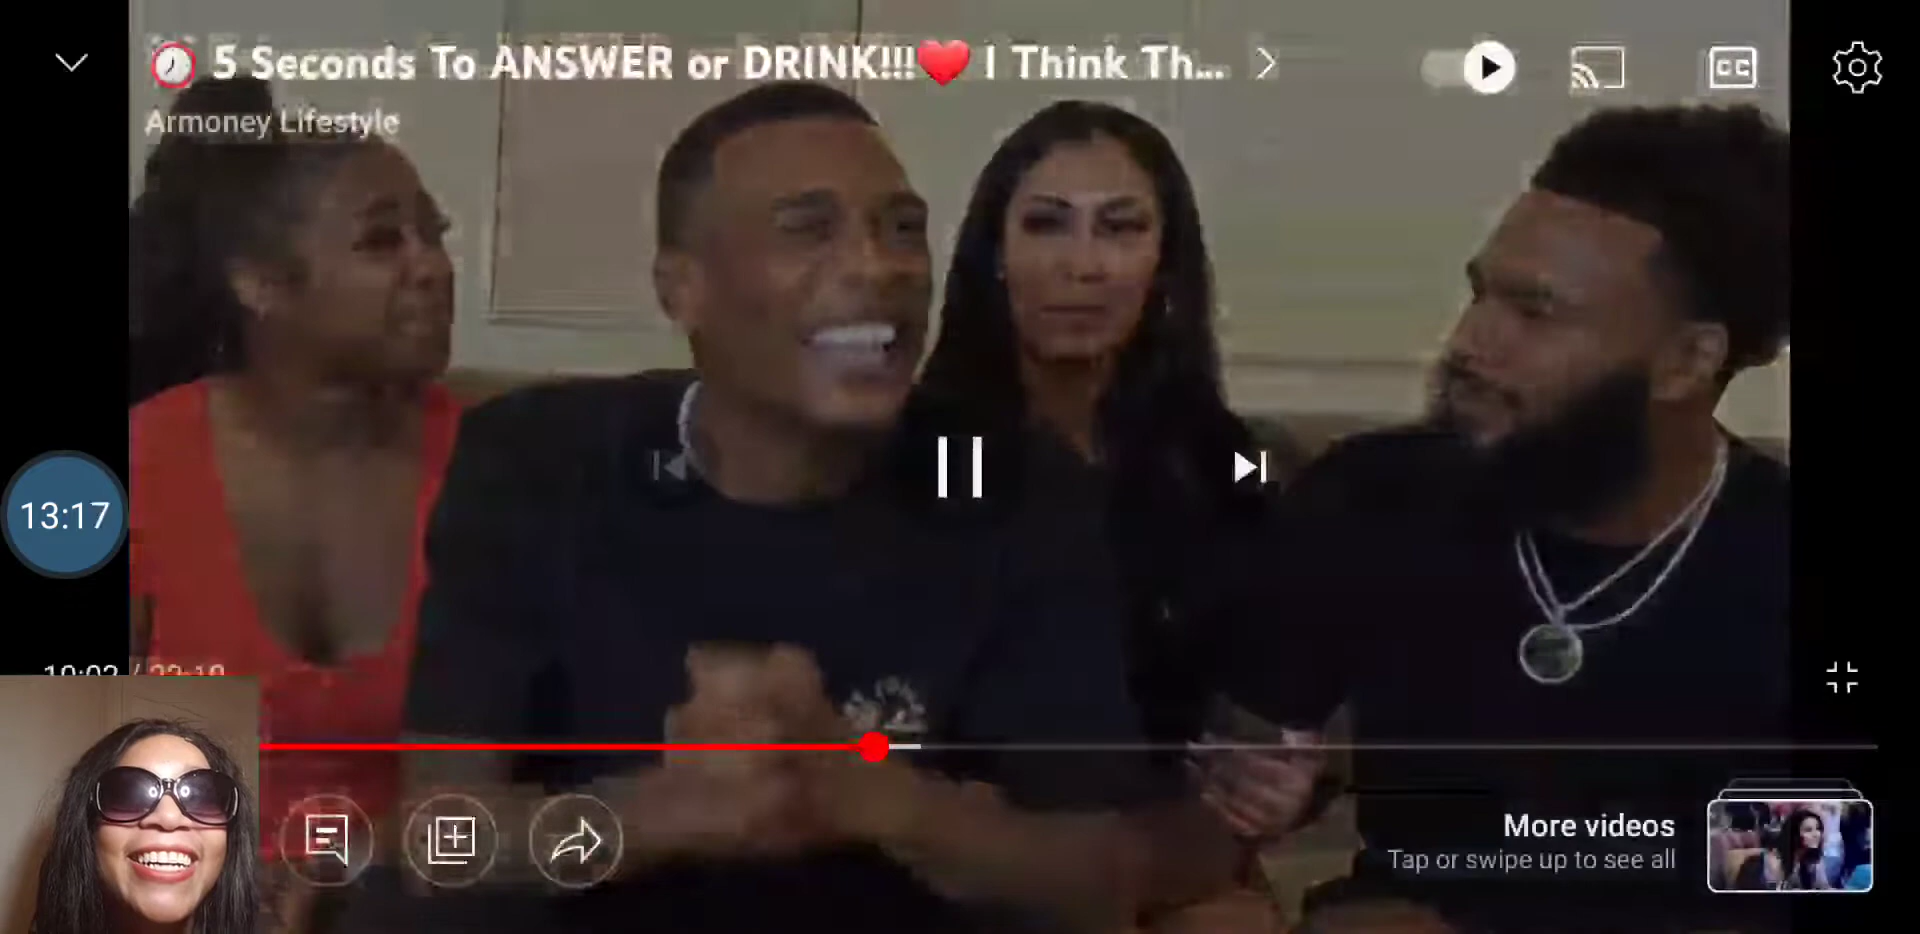 5 Seconds To ANSWER or DRINK!!!❤️ I Think Th...
Armoney Lifestyle
CC
13:17
More videos
Tap or swipe up to see all